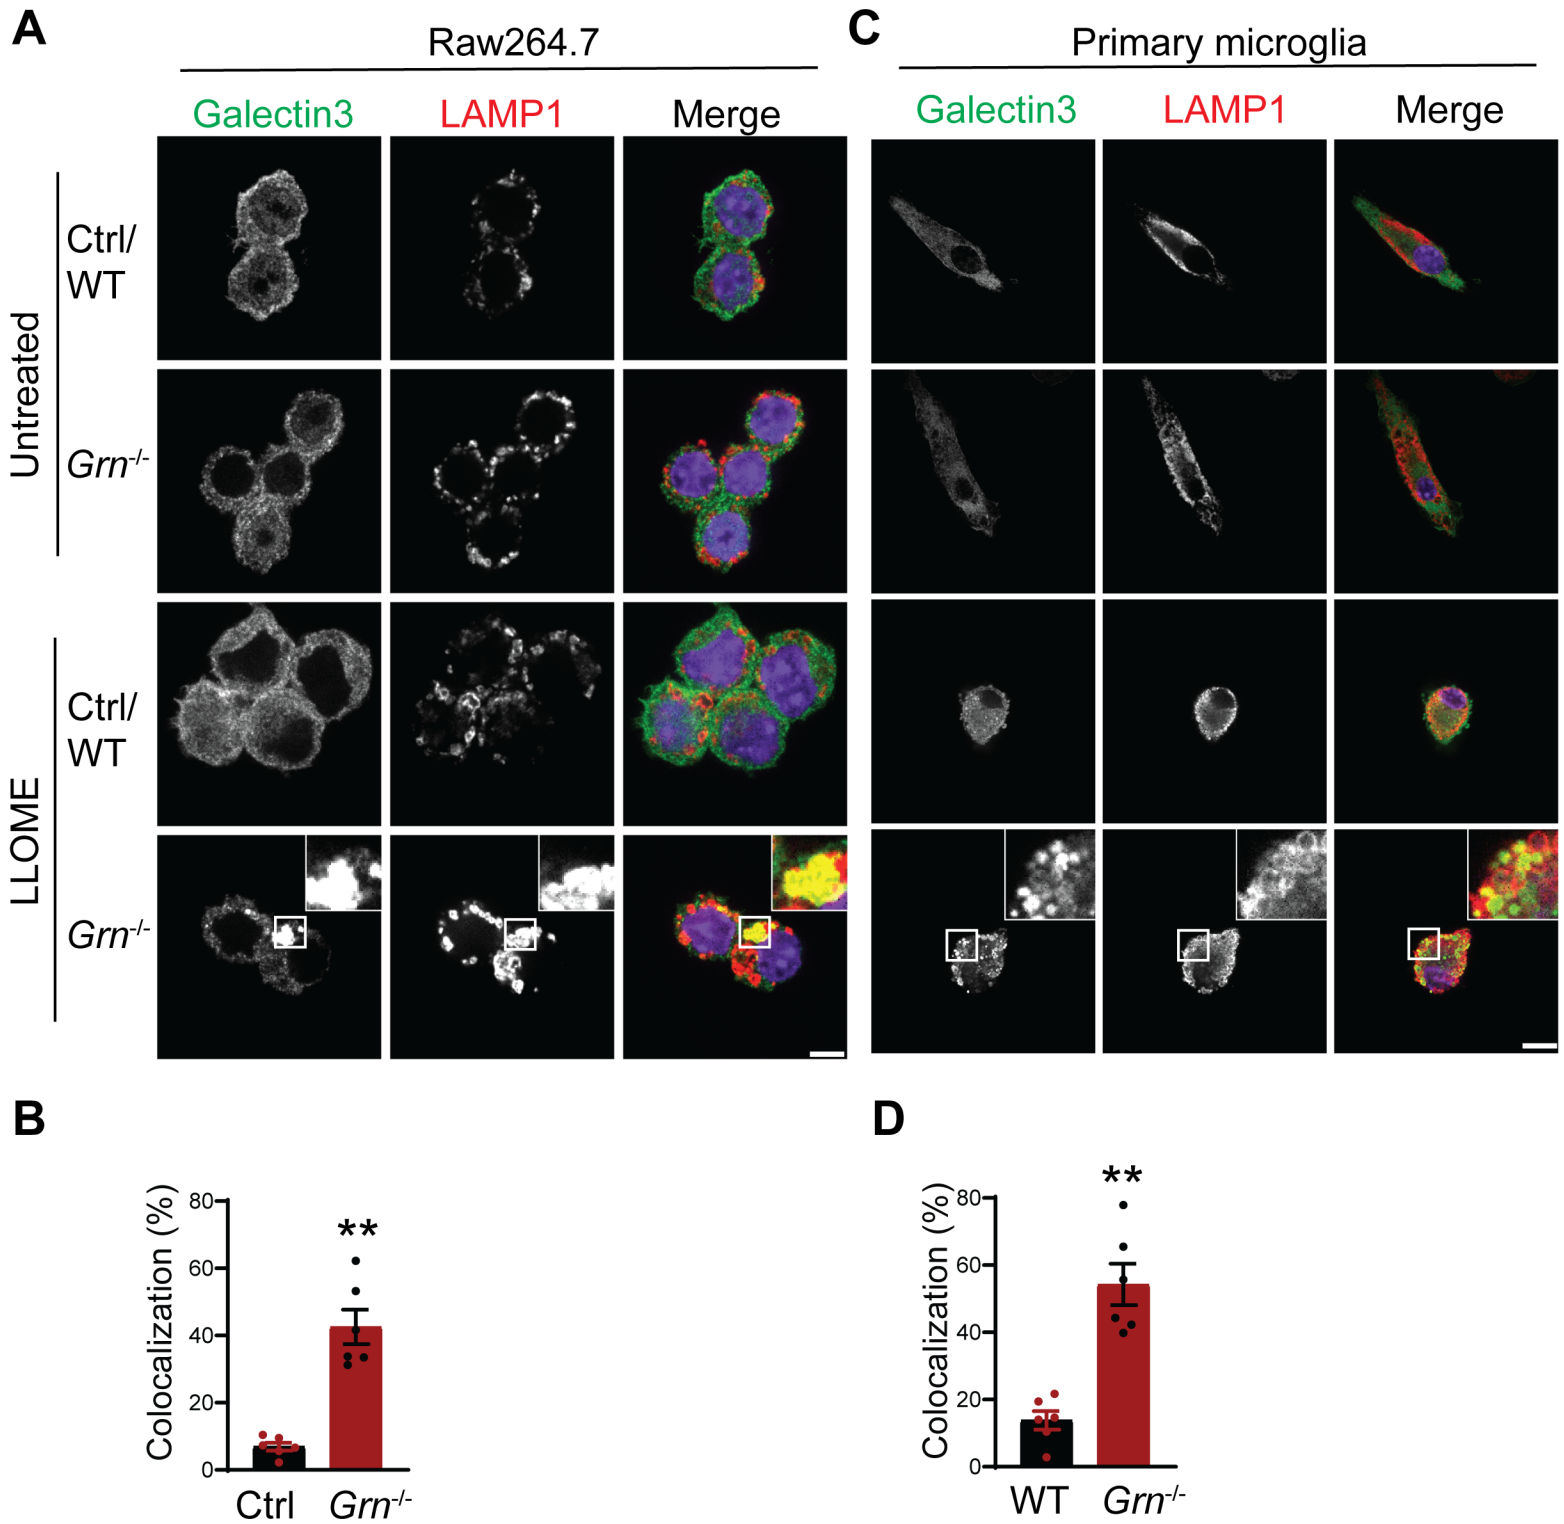 A
Raw264.7
Galectin3 LAMP1 Merge
Untreated
Ctrl/
WT
Grn-/-
LLOME
Ctrl/
WT
Grn-/-
C
Primary microglia
Galectin3 LAMP1 Merge
B
Colocalization (%)
80
60
40
20
0
**
Ctrl Grn-/-
D
Colocalization (%)
80
60
40
20
0
**
WT Grn-/-